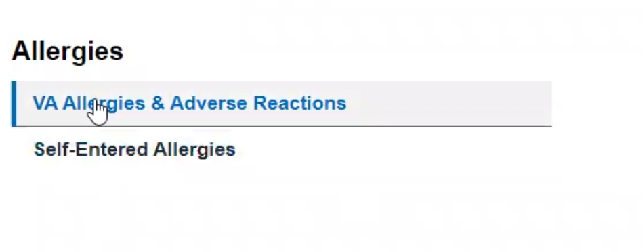 Allergies
VA Allergies & Adverse Reactions
Self-Entered Allergies